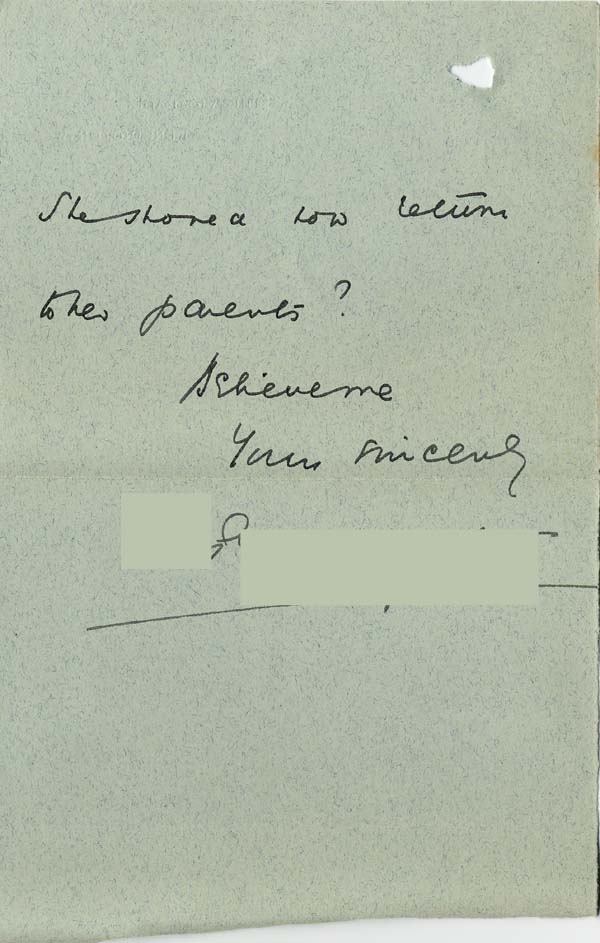 She should now return
to her parents ?
Believe me
Yours sincerely